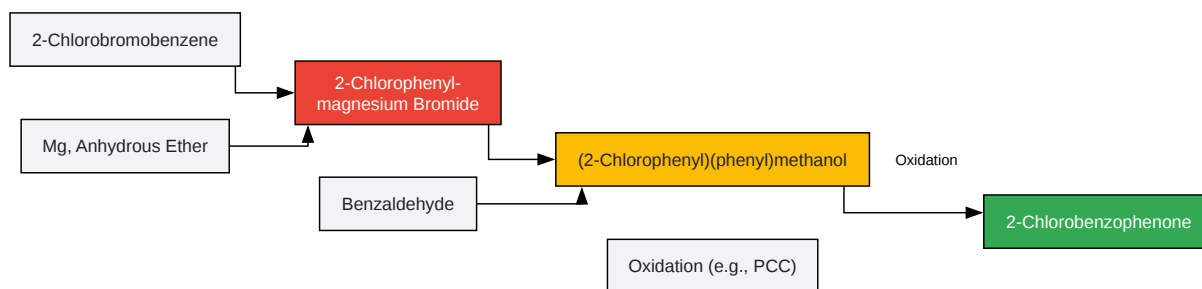 2-Chlorobromobenzene
Mg, Anhydrous Ether
2-Chlorophenyl-
magnesium Bromide
Benzaldehyde
(2-Chlorophenyl)(phenyl)methanol
Oxidation
Oxidation (e.g., PCC)
2-Chlorobenzophenone